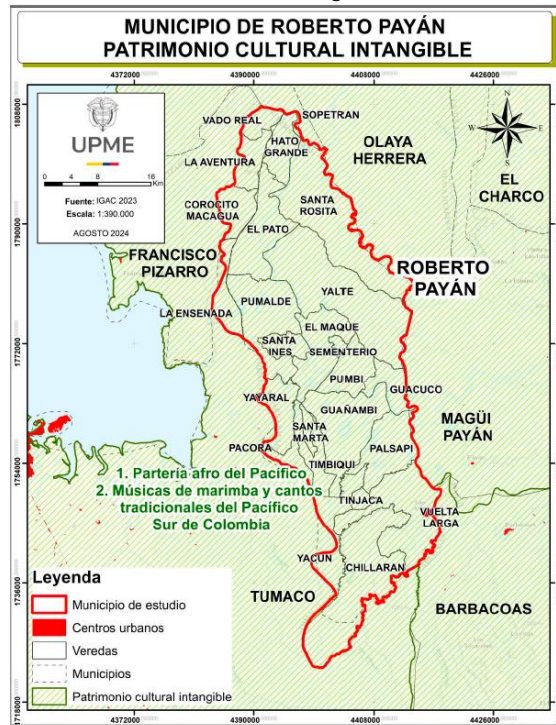 MUNICIPIO DE ROBERTO PAYÁN
PATRIMONIO CULTURAL INTANGIBLE
4372000
4390000
4408000
4426000
1808000
1790000
1772000
1754000
1736000
1718000
UPME
0 4 8 16
Km
Fuente: IGAC 2023
Escala: 1:390.000
AGOSTO 2024
N
W
E
S
VADO REAL
SOPETRAN
HATO
GRANDE
OLAYA
HERRERA
LA AVENTURA
EL
CHARCO
COROCITO
MACAGUA
SANTA
ROSITA
EL PATO
FRANCISCO
PIZARRO
ROBERTO
PAYÁN
YALTE
PUMALDE
LA ENSENADA
EL MAQUE
SANTA
INES
SEMENTERIO
PUMBI
GUACUCO
YAYARAL
GUAÑAMBI
MAGÜI
PAYÁN
SANTA
MARTA
PACORA
PALSAPI
TIMBIQUI
1. Partería afro del Pacífico
2. Músicas de marimba y cantos
tradicionales del Pacífico
Sur de Colombia
TINJACA
VUELTA
LARGA
YACUN
CHILLARAN
TUMACO
BARBACOAS
Leyenda
Municipio de estudio
Centros urbanos
Veredas
Municipios
Patrimonio cultural intangible
4372000
4390000
4408000
4426000